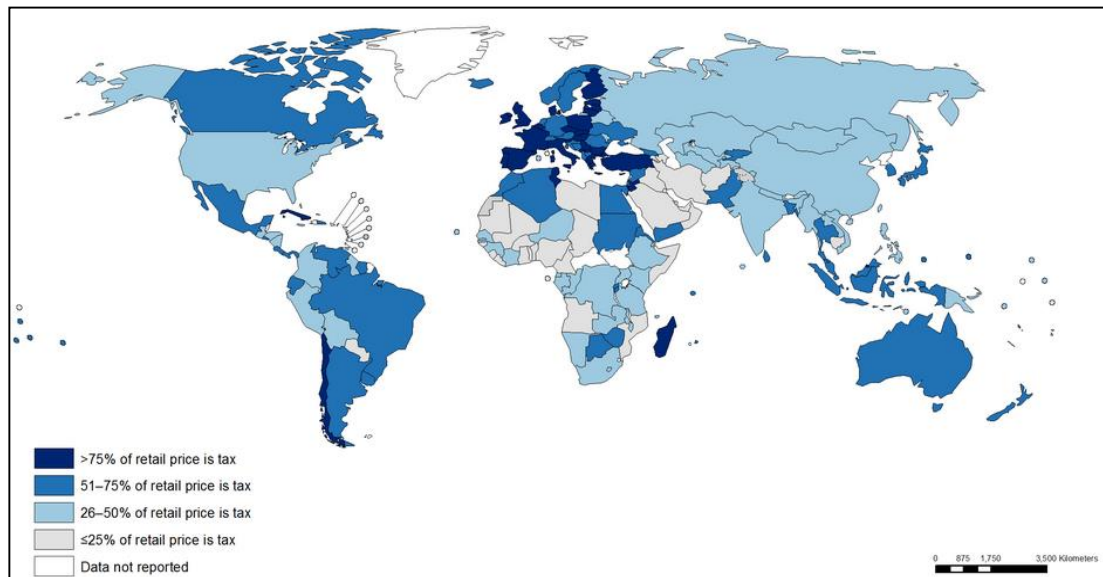 >75% of retail price is tax
51–75% of retail price is tax
26–50% of retail price is tax
≤25% of retail price is tax
Data not reported
0 875 1,750 3,500 Kilometers